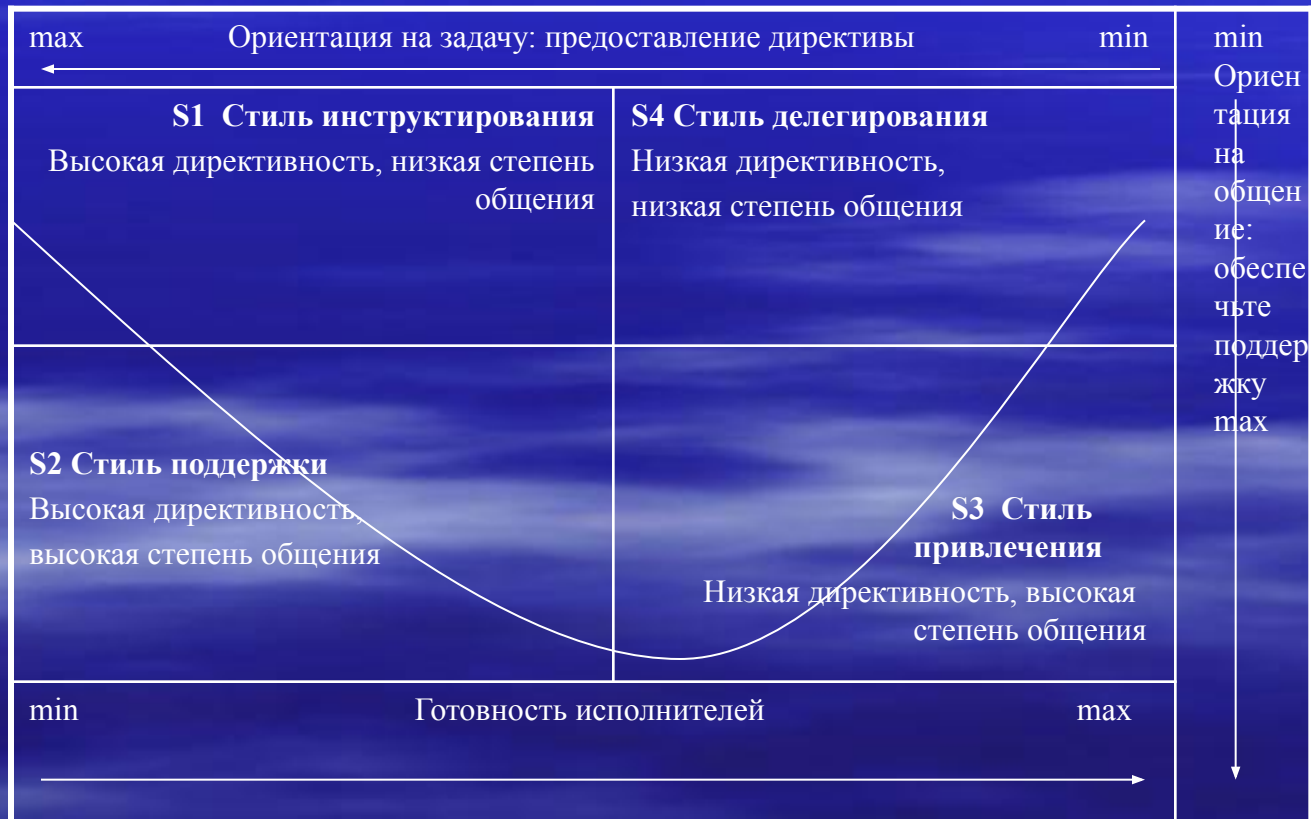 max Ориентация на задачу: предоставление директивы min
S1 Стиль инструктирования
Высокая директивность, низкая степень
общения
S4 Стиль делегирования
Низкая директивность,
низкая степень общения
min
Ориен
тация
на
общен
ие:
обеспе
чьте
поддер
жку
max
S2 Стиль поддержки
Высокая директивность,
высокая степень общения
S3 Стиль
привлечения
Низкая директивность, высокая
степень общения
min Готовность исполнителей max